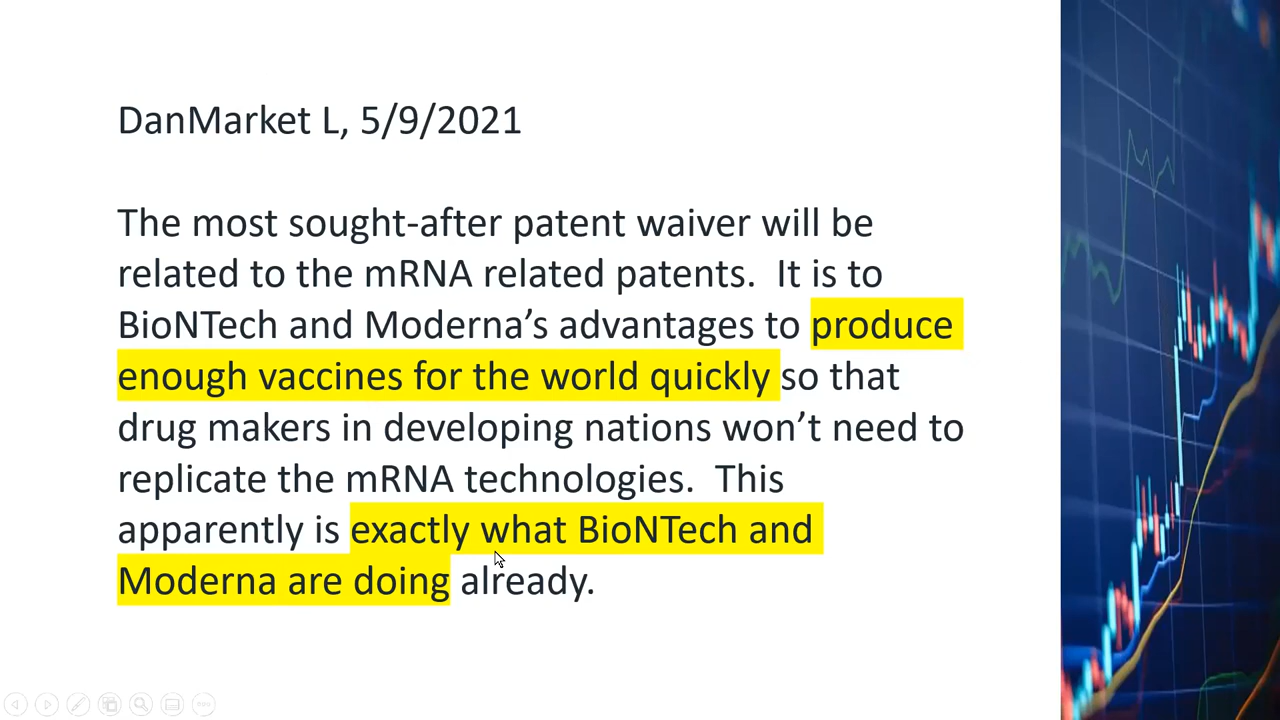 DanMarket L, 5/9/2021
The most sought-after patent waiver will be
related to the mRNA related patents.  It is to
BioNTech and Moderna’s advantages to produce
enough vaccines for the world quickly so that
drug makers in developing nations won’t need to
replicate the mRNA technologies.  This
apparently is exactly what BioNTech and
Moderna are doing already.